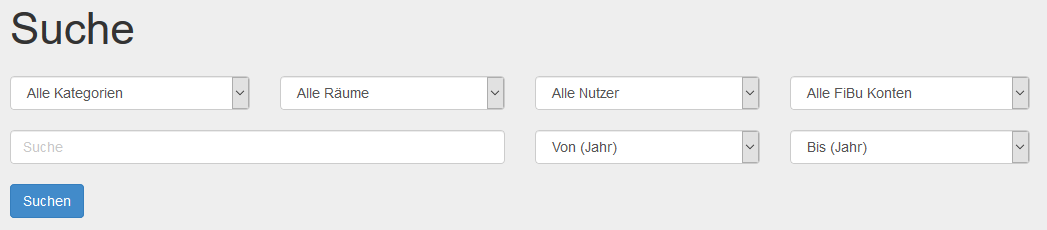 Suche
Alle Kategorien Alle Räume Alle Nutzer Alle FiBu Konten
Suche Von (Jahr) Bis (Jahr)
Suchen